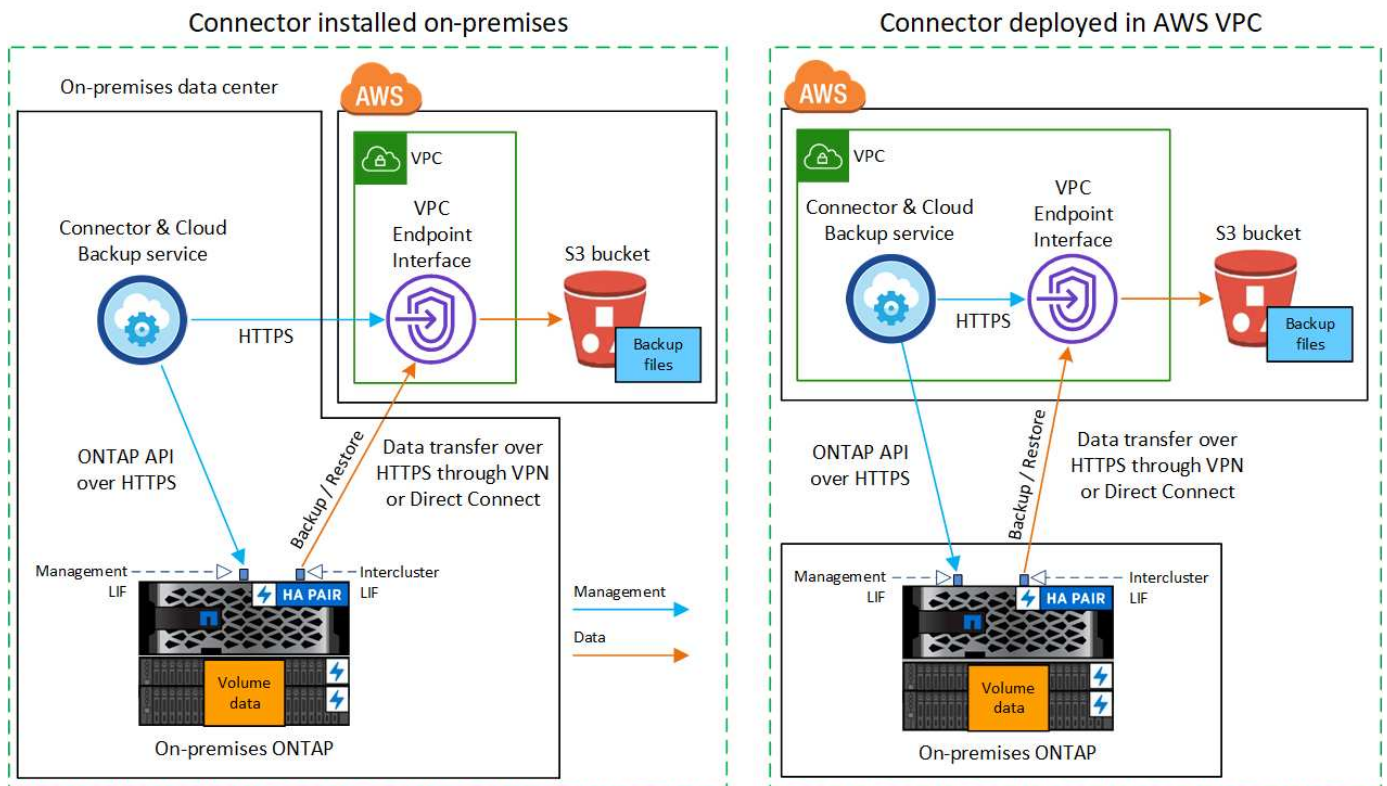 Connector installed on-premises
On-premises data center
AWS
VPC
VPC
Endpoint
Interface
Connector & Cloud
Backup service
S3 bucket
HTTPS
Backup
files
ONTAP API
over HTTPS
Backup / Restore
Data transfer over
HTTPS through VPN
or Direct Connect
Management
LIF
Intercluster
LIF
HA PAIR
Volume
data
On-premises ONTAP
Management
Data
Connector deployed in AWS VPC
AWS
VPC
Connector & Cloud
Backup service
VPC
Endpoint
Interface
S3 bucket
HTTPS
Backup
files
ONTAP API
over HTTPS
Backup / Restore
Data transfer over
HTTPS through VPN
or Direct Connect
Management
LIF
Intercluster
LIF
HA PAIR
Volume
data
On-premises ONTAP